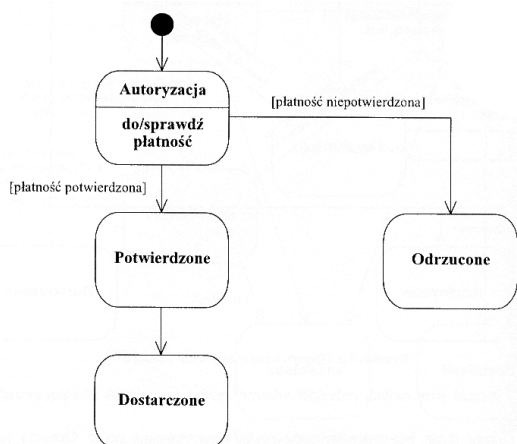 Autoryzacja
[płatność niepotwierdzona]
do/sprawdź
płatność
[płatność potwierdzona]
Potwierdzone
Odrzucone
Dostarczone